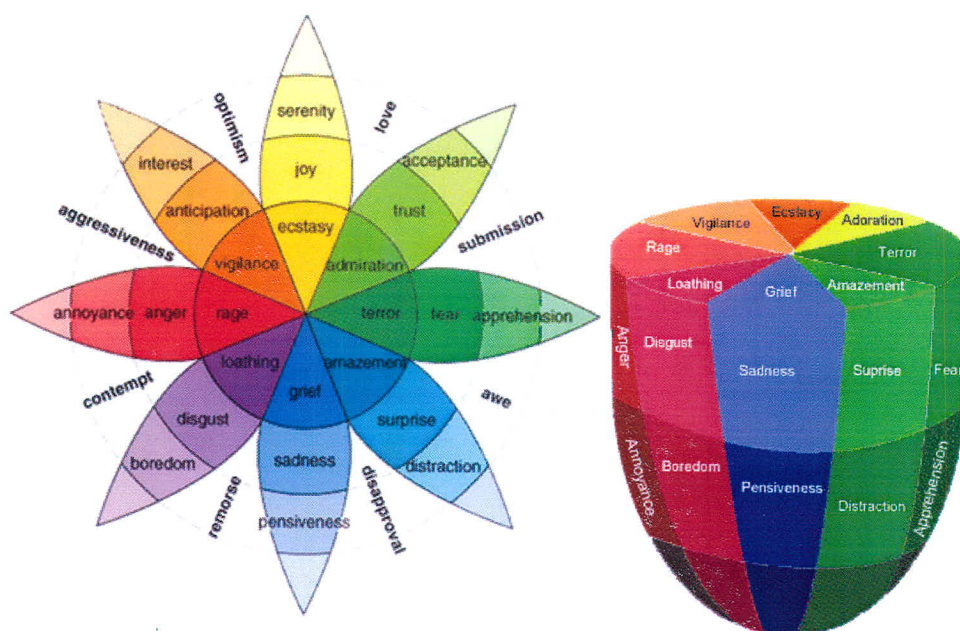 serenity
joy
ecstasy
love
acceptance
trust
admiration
submission
terror
fear
apprehension
awe
amazement
surprise
distraction
disapproval
grief
sadness
pensiveness
remorse
loathing
disgust
boredom
contempt
rage
anger
annoyance
aggressiveness
vigilance
anticipation
interest
optimism
Vigilance
Ecstacy
Adoration
Rage
Terror
Loathing
Grief
Amazement
Anger
Disgust
Sadness
Suprise
Fear
Annoyance
Boredom
Pensiveness
Distraction
Apprehension